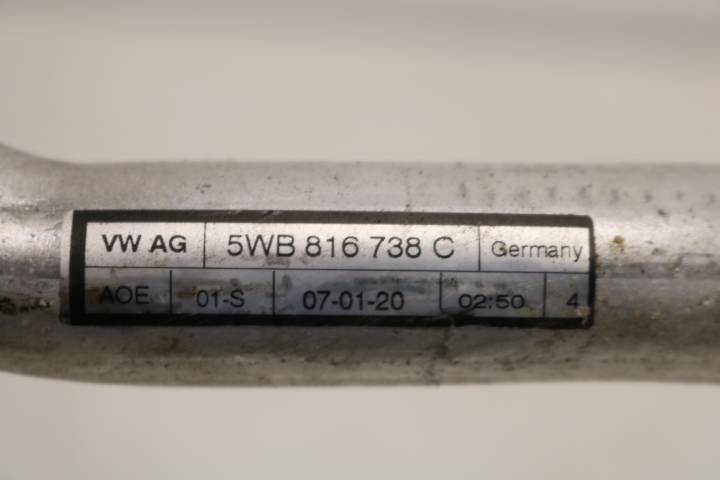 VW AG 5WB 816 738 C Germany
AOE 01-S 07-01-20 02:50 4